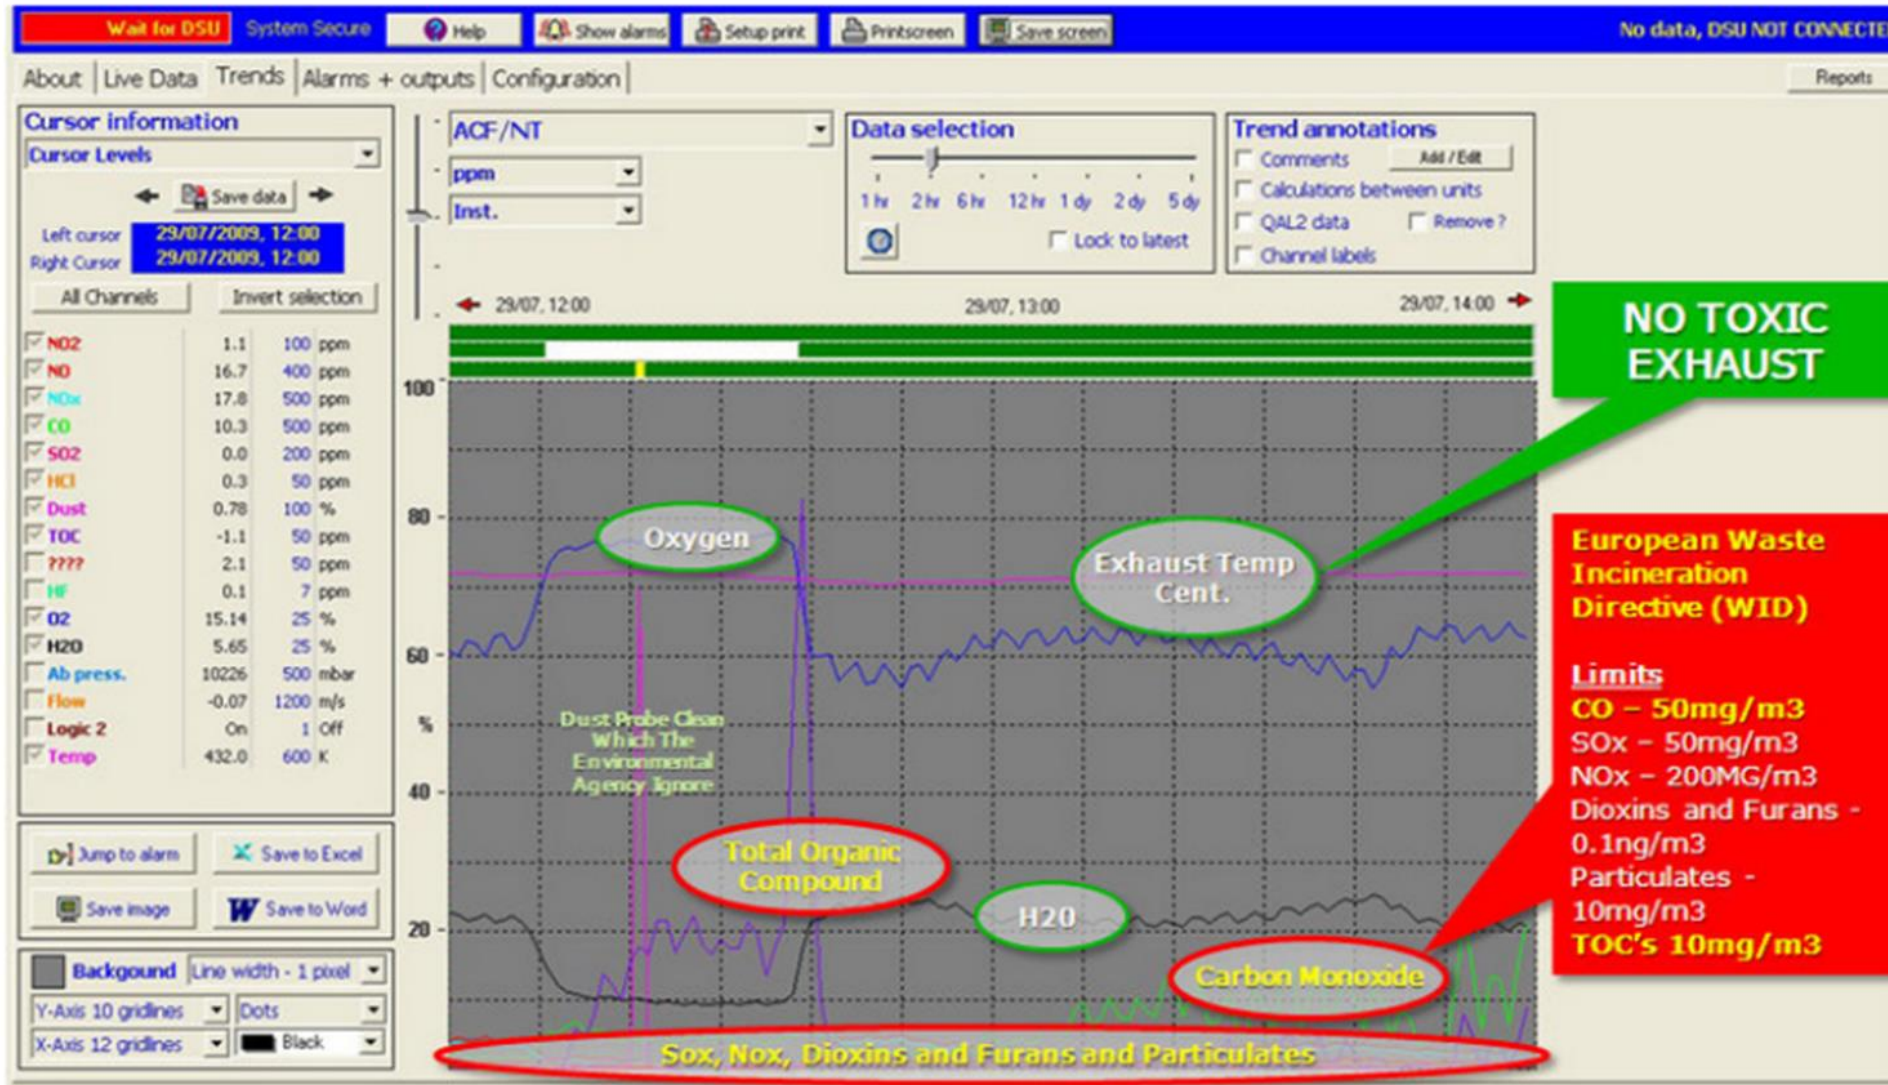 Wait for DSU System Secure Help Show alarms Setup print Printscreen Save screen No data, DSU NOT CONNECTE
About Live Data Trends Alarms + outputs Configuration Reports
Cursor information
Cursor Levels
Save data
Left cursor 29/07/2009, 12:00
Right Cursor 29/07/2009, 12:00
All Channels Invert selection
NO2 1.1 100 ppm
NO 16.7 400 ppm
NOx 17.8 500 ppm
CO 10.3 500 ppm
SO2 0.0 200 ppm
HCl 0.3 50 ppm
Dust 0.78 100 %
TOC -1.1 50 ppm
???? 2.1 50 ppm
HF 0.1 7 ppm
O2 15.14 25 %
H2O 5.65 25 %
Ab press. 10226 500 mbar
Flow -0.07 1200 m/s
Logic 2 On 1 Off
Temp 432.0 600 K
Jump to alarm Save to Excel
Save image Save to Word
Backgound Line width - 1 pixel
Y-Axis 10 gridlines Dots
X-Axis 12 gridlines Black
ACF/NT
ppm
Inst.
Data selection
1 hr 2 hr 6 hr 12 hr 1 dy 2 dy 5 dy
Lock to latest
Trend annotations
Comments Add / Edit
Calculations between units
QAL2 data Remove ?
Channel labels
29/07, 12:00 29/07, 13:00 29/07, 14:00
100
80
60
%
40
20
Oxygen
Exhaust Temp
Cent.
Dust Probe Clean
Which The
Environmental
Agency Ignore
Total Organic
Compound
H20
Carbon Monoxide
Sox, Nox, Dioxins and Furans and Particulates
NO TOXIC
EXHAUST
European Waste
Incineration
Directive (WID)
Limits
CO – 50mg/m3
SOx – 50mg/m3
NOx – 200MG/m3
Dioxins and Furans -
0.1ng/m3
Particulates -
10mg/m3
TOC's 10mg/m3